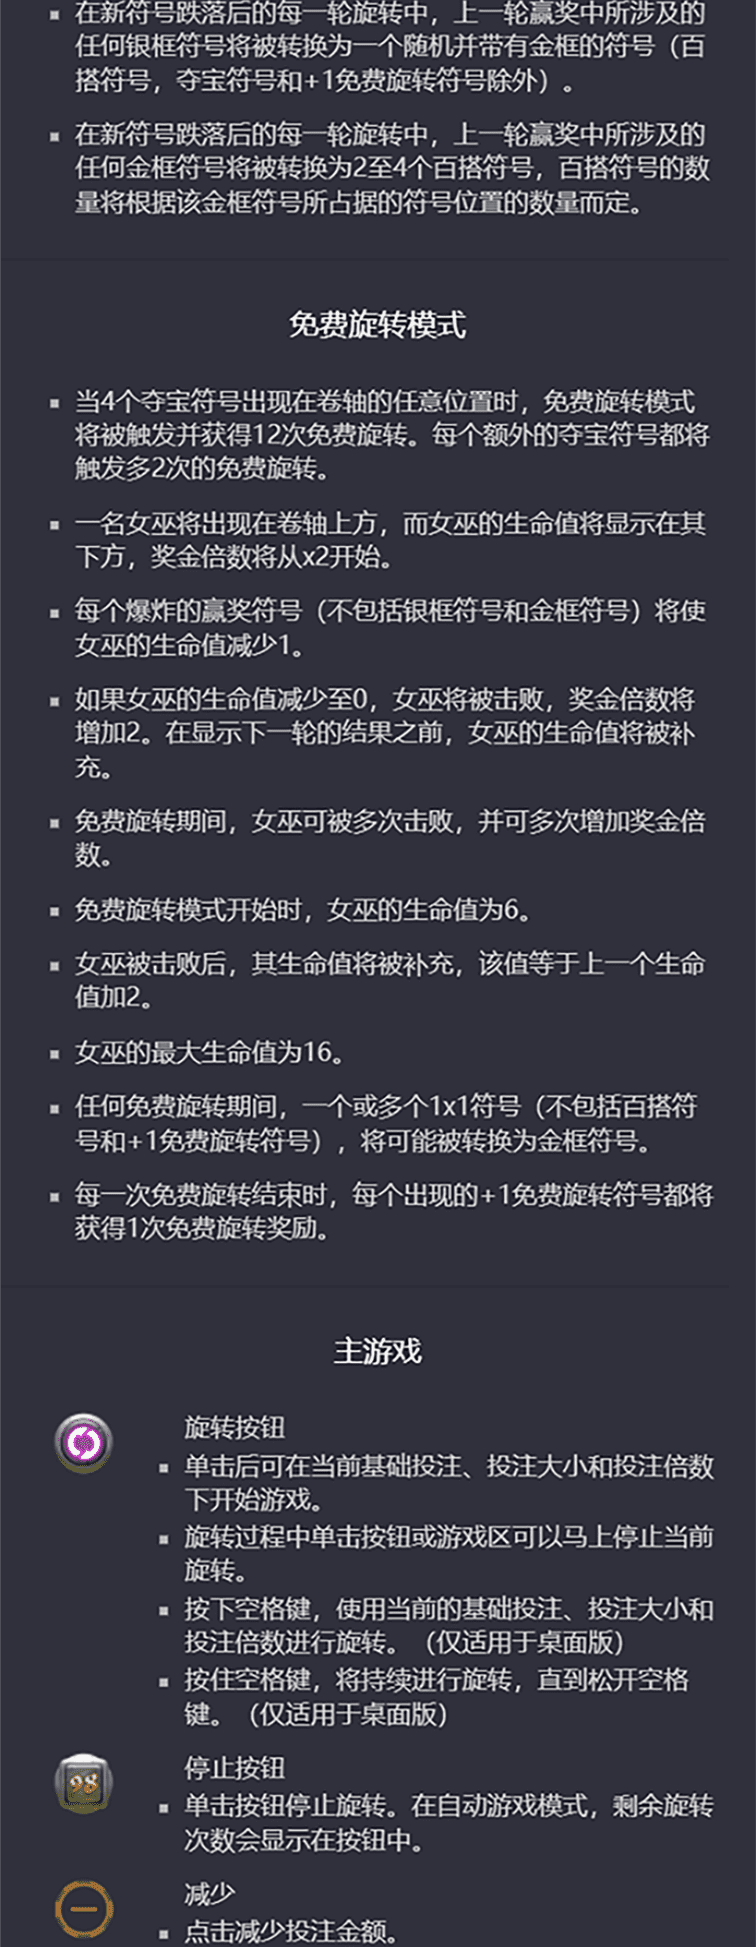 在新符号跌落后的每一轮旋转中，上一轮赢奖中所涉及的
任何银框符号将被转换为一个随机并带有金框的符号（百
搭符号，夺宝符号和+1免费旋转符号除外）。
在新符号跌落后的每一轮旋转中，上一轮赢奖中所涉及的
任何金框符号将被转换为2至4个百搭符号，百搭符号的数
量将根据该金框符号所占据的符号位置的数量而定。
免费旋转模式
当4个夺宝符号出现在卷轴的任意位置时，免费旋转模式
将被触发并获得12次免费旋转。每个额外的夺宝符号都将
触发多2次的免费旋转。
一名女巫将出现在卷轴上方，而女巫的生命值将显示在其
下方，奖金倍数将从x2开始。
每个爆炸的赢奖符号（不包括银框符号和金框符号）将使
女巫的生命值减少1。
如果女巫的生命值减少至0，女巫将被击败，奖金倍数将
增加2。在显示下一轮的结果之前，女巫的生命值将被补
充。
免费旋转期间，女巫可被多次击败，并可多次增加奖金倍
数。
免费旋转模式开始时，女巫的生命值为6。
女巫被击败后，其生命值将被补充，该值等于上一个生命
值加2。
女巫的最大生命值为16。
任何免费旋转期间，一个或多个1x1符号（不包括百搭符
号和+1免费旋转符号），将可能被转换为金框符号。
每一次免费旋转结束时，每个出现的+1免费旋转符号都将
获得1次免费旋转奖励。
主游戏
旋转按钮
单击后可在当前基础投注、投注大小和投注倍数
下开始游戏。
旋转过程中单击按钮或游戏区可以马上停止当前
旋转。
按下空格键，使用当前的基础投注、投注大小和
投注倍数进行旋转。（仅适用于桌面版）
按住空格键，将持续进行旋转，直到松开空格
键。（仅适用于桌面版）
98
停止按钮
单击按钮停止旋转。在自动游戏模式，剩余旋转
次数会显示在按钮中。
减少
点击减少投注金额。